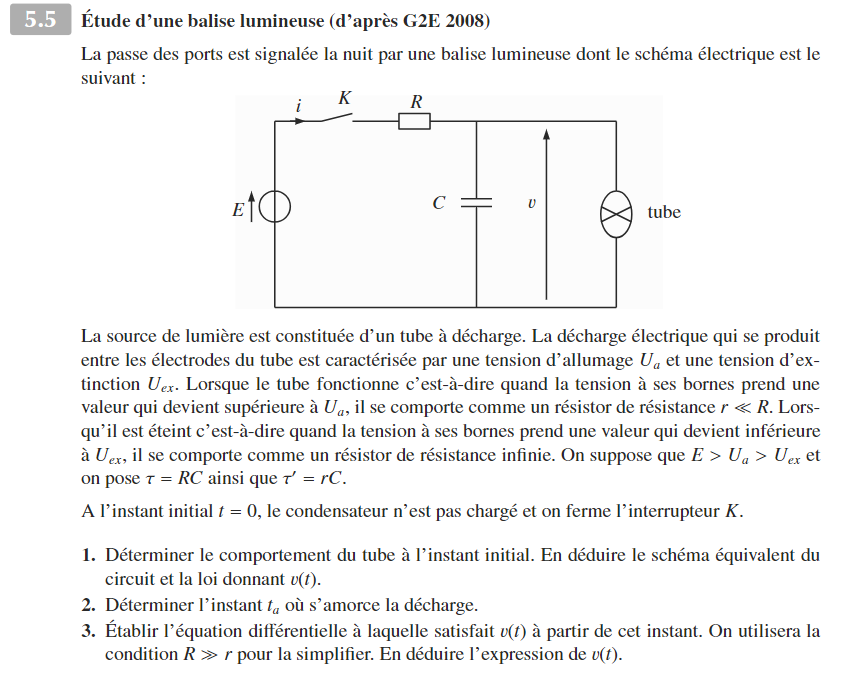 5.5 Étude d'une balise lumineuse (d'après G2E 2008)
La passe des ports est signalée la nuit par une balise lumineuse dont le schéma électrique est le
suivant :
i K R
E C v tube
La source de lumière est constituée d'un tube à décharge. La décharge électrique qui se produit
entre les électrodes du tube est caractérisée par une tension d'allumage Uₐ et une tension d'ex-
tinction Uₑₓ. Lorsque le tube fonctionne c'est-à-dire quand la tension à ses bornes prend une
valeur qui devient supérieure à Uₐ, il se comporte comme un résistor de résistance r ≪ R. Lors-
qu'il est éteint c'est-à-dire quand la tension à ses bornes prend une valeur qui devient inférieure
à Uₑₓ, il se comporte comme un résistor de résistance infinie. On suppose que E > Uₐ > Uₑₓ et
on pose τ = RC ainsi que τ′ = rC.
A l'instant initial t = 0, le condensateur n'est pas chargé et on ferme l'interrupteur K.
1. Déterminer le comportement du tube à l'instant initial. En déduire le schéma équivalent du
circuit et la loi donnant v(t).
2. Déterminer l'instant tₐ où s'amorce la décharge.
3. Établir l'équation différentielle à laquelle satisfait v(t) à partir de cet instant. On utilisera la
condition R ≫ r pour la simplifier. En déduire l'expression de v(t).